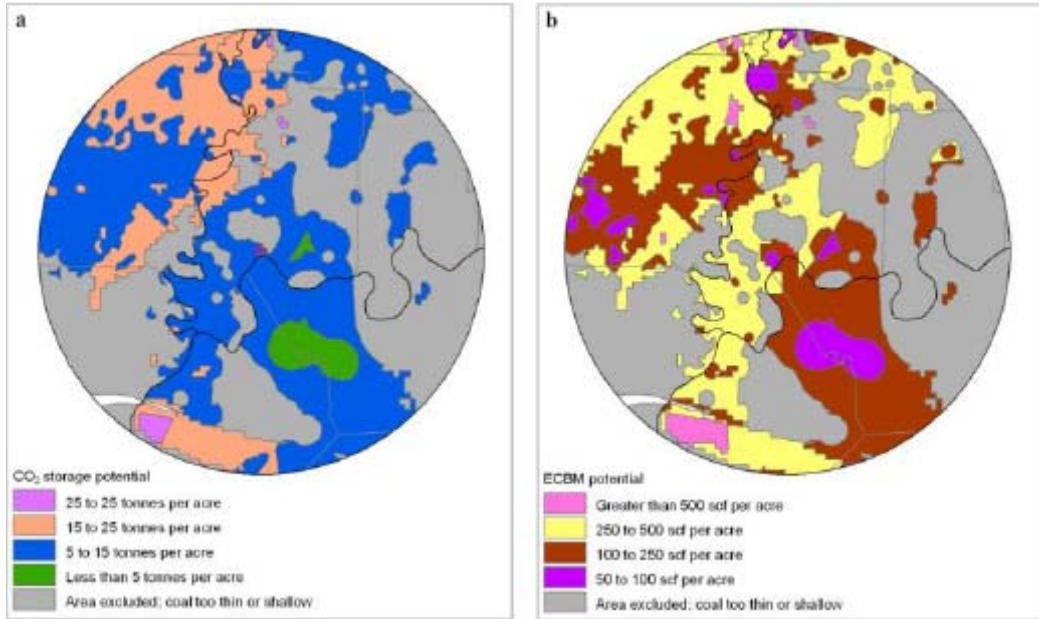 a
CO₂ storage potential
25 to 25 tonnes per acre
15 to 25 tonnes per acre
5 to 15 tonnes per acre
Less than 5 tonnes per acre
Area excluded: coal too thin or shallow
b
ECBM potential
Greater than 500 scf per acre
250 to 500 scf per acre
100 to 250 scf per acre
50 to 100 scf per acre
Area excluded: coal too thin or shallow